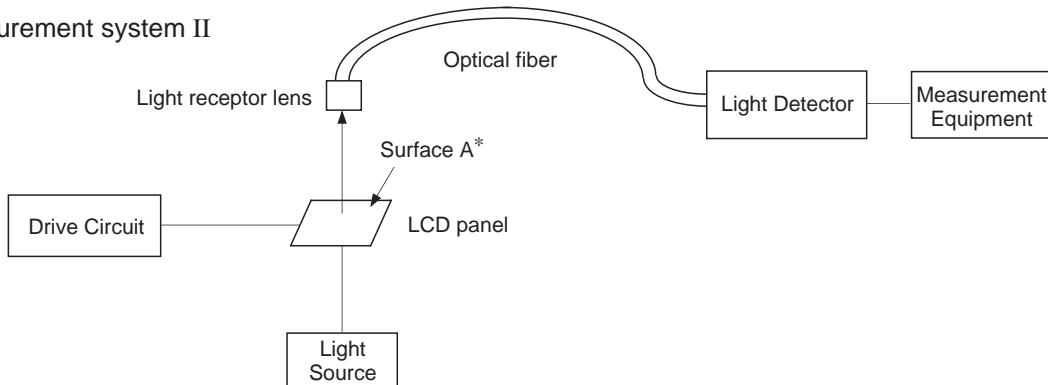 urement system II
Optical fiber
Light receptor lens
Light Detector
Measurement
Equipment
Surface A*
Drive Circuit
LCD panel
Light
Source